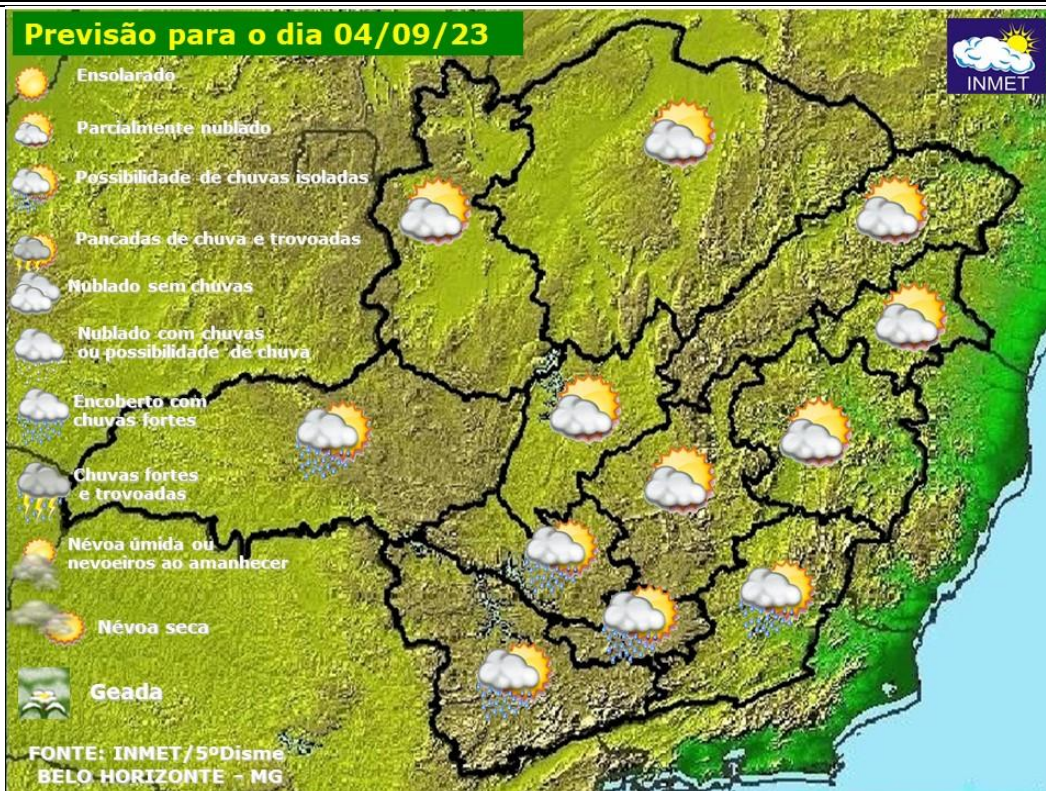 Previsão para o dia 04/09/23
INMET
Ensolarado
Parcialmente nublado
Possibilidade de chuvas isoladas
Pancadas de chuva e trovoadas
Nublado sem chuvas
Nublado com chuvas
ou possibilidade de chuva
Encoberto com
chuvas fortes
Chuvas fortes
e trovoadas
Névoa úmida ou
nevoeiros ao amanhecer
Névoa seca
Geada
FONTE: INMET/5ºDisme
BELO HORIZONTE - MG